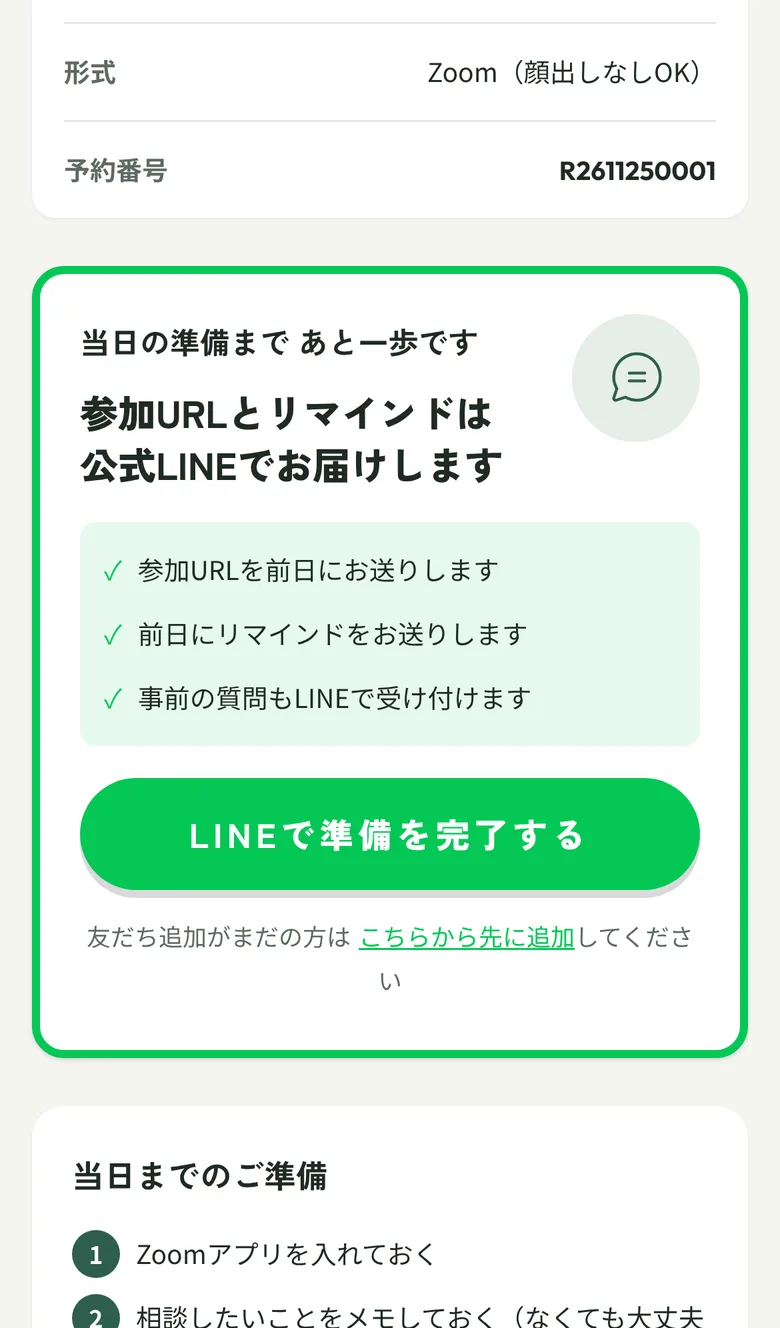 形式
Zoom（顔出しなしOK）
予約番号
R2611250001
当日の準備まで あと一歩です
参加URLとリマインドは
公式LINEでお届けします
✓ 参加URLを前日にお送りします
✓ 前日にリマインドをお送りします
✓ 事前の質問もLINEで受け付けます
LINEで準備を完了する
友だち追加がまだの方は こちらから先に追加してくださ
い
当日までのご準備
1 Zoomアプリを入れておく
2 相談したいことをメモしておく（なくても大丈夫